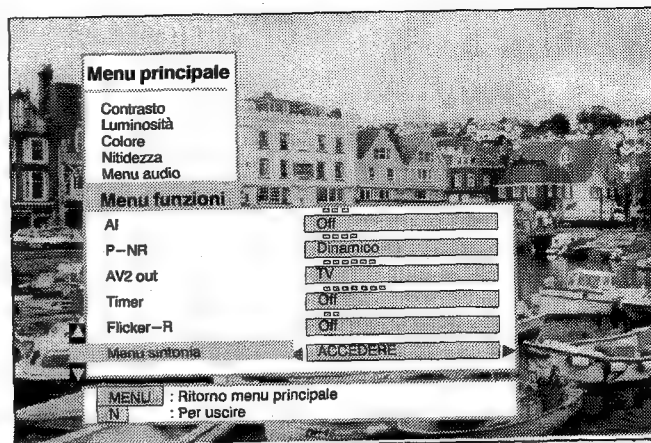 Menu principale
Contrasto
Luminosità
Colore
Nitidezza
Menu audio
Menu funzioni
AI Off
P-NR Dinamico
AV2 out TV
Timer Off
Flicker-R Off
Menu sintonia ACCEDERE
MENU : Ritorno menu principale
N : Per uscire